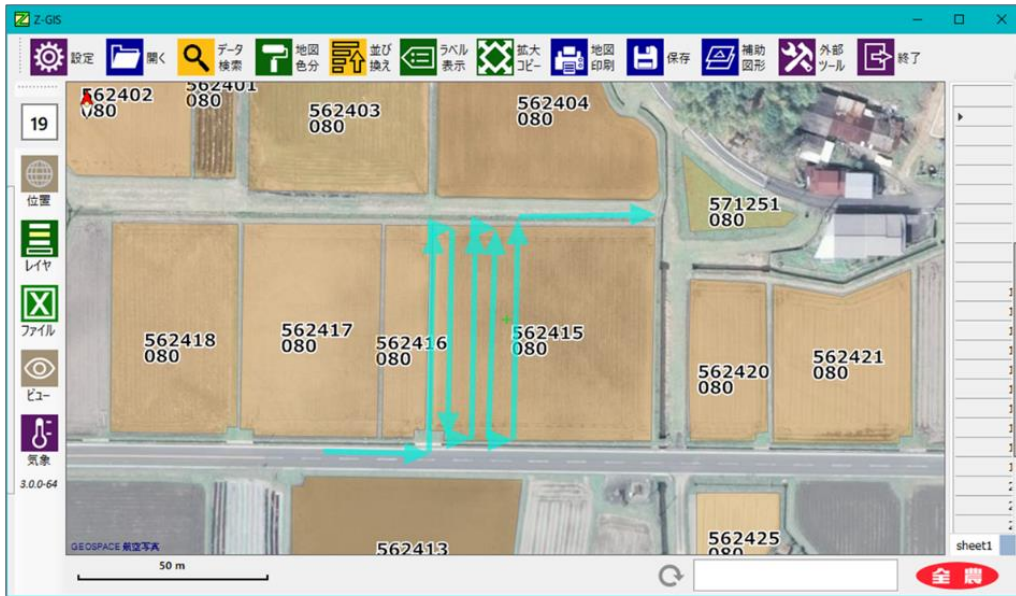 Z-GIS
設定
開く
データ
検索
地図
色分
並び
換え
ラベル
表示
拡大
コピー
地図
印刷
保存
補助
図形
外部
ツール
終了
19
位置
レイヤ
ファイル
ビュー
気象
3.0.0-64
562402
080
562401
080
562403
080
562404
080
571251
080
562418
080
562417
080
562416
080
562415
080
562420
080
562421
080
562413
562425
080
GEOSPACE 航空写真
50 m
sheet1
全農